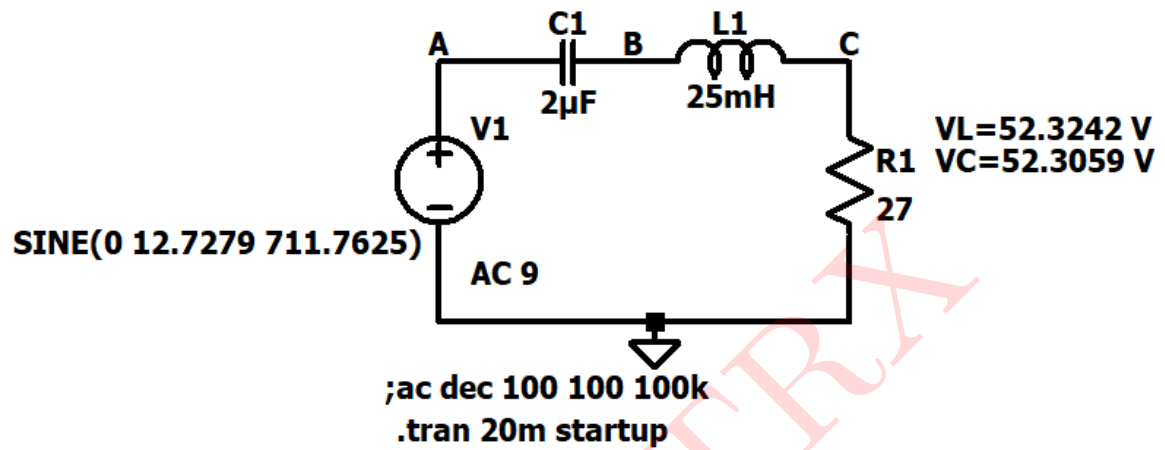 A
C1
B
L1
C
2µF
25mH
V1
VL=52.3242 V
R1
VC=52.3059 V
27
SINE(0 12.7279 711.7625)
AC 9
;ac dec 100 100 100k
.tran 20m startup
TRX